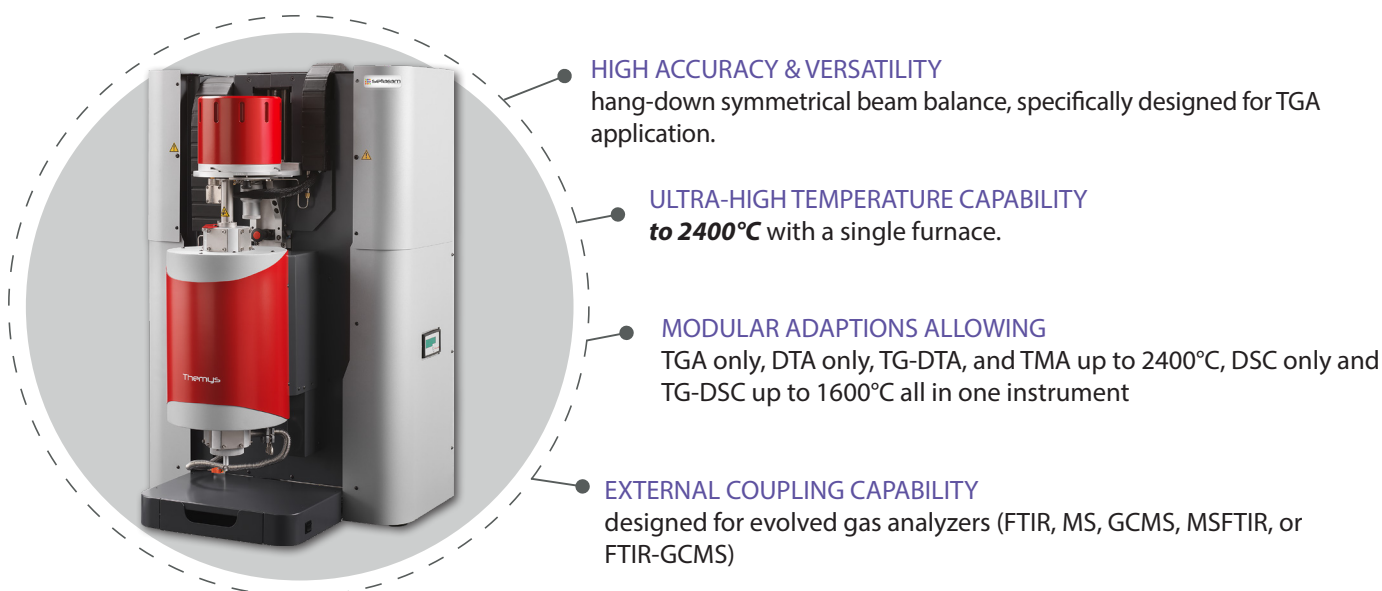 setaram
Themys
HIGH ACCURACY & VERSATILITY
hang-down symmetrical beam balance, specifically designed for TGA
application.
ULTRA-HIGH TEMPERATURE CAPABILITY
to 2400°C with a single furnace.
MODULAR ADAPTIONS ALLOWING
TGA only, DTA only, TG-DTA, and TMA up to 2400°C, DSC only and
TG-DSC up to 1600°C all in one instrument
EXTERNAL COUPLING CAPABILITY
designed for evolved gas analyzers (FTIR, MS, GCMS, MSFTIR, or
FTIR-GCMS)